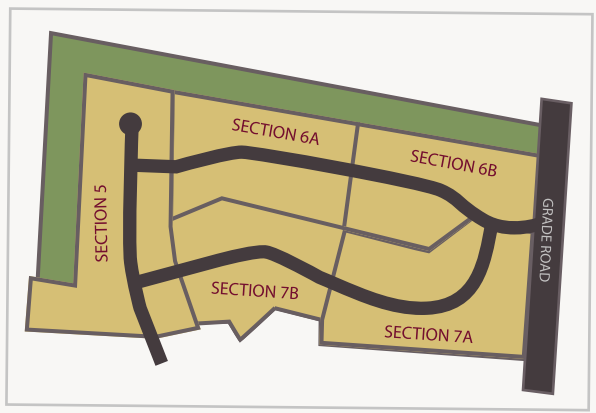 SECTION 6A
SECTION 6B
SECTION 5
GRADE ROAD
SECTION 7B
SECTION 7A